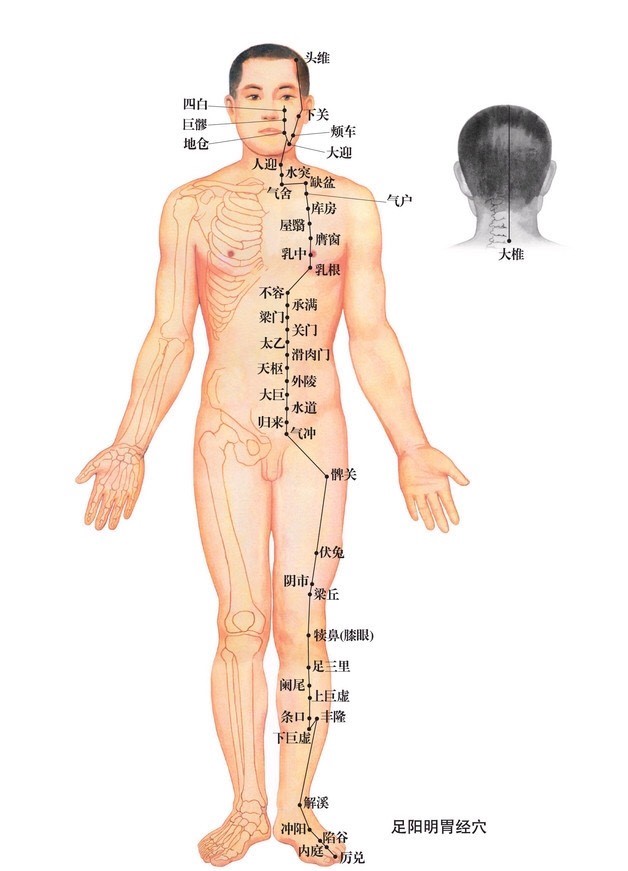 头维
四白
下关
巨髎
颊车
地仓
大迎
人迎
水突
缺盆
气舍
气户
库房
屋翳
膺窗
乳中
乳根
大椎
不容
承满
梁门
关门
太乙
滑肉门
天枢
外陵
大巨
水道
归来
气冲
髀关
伏兔
阴市
梁丘
犊鼻(膝眼)
足三里
阑尾
上巨虚
条口
丰隆
下巨虚
解溪
冲阳
陷谷
内庭
厉兑
足阳明胃经穴